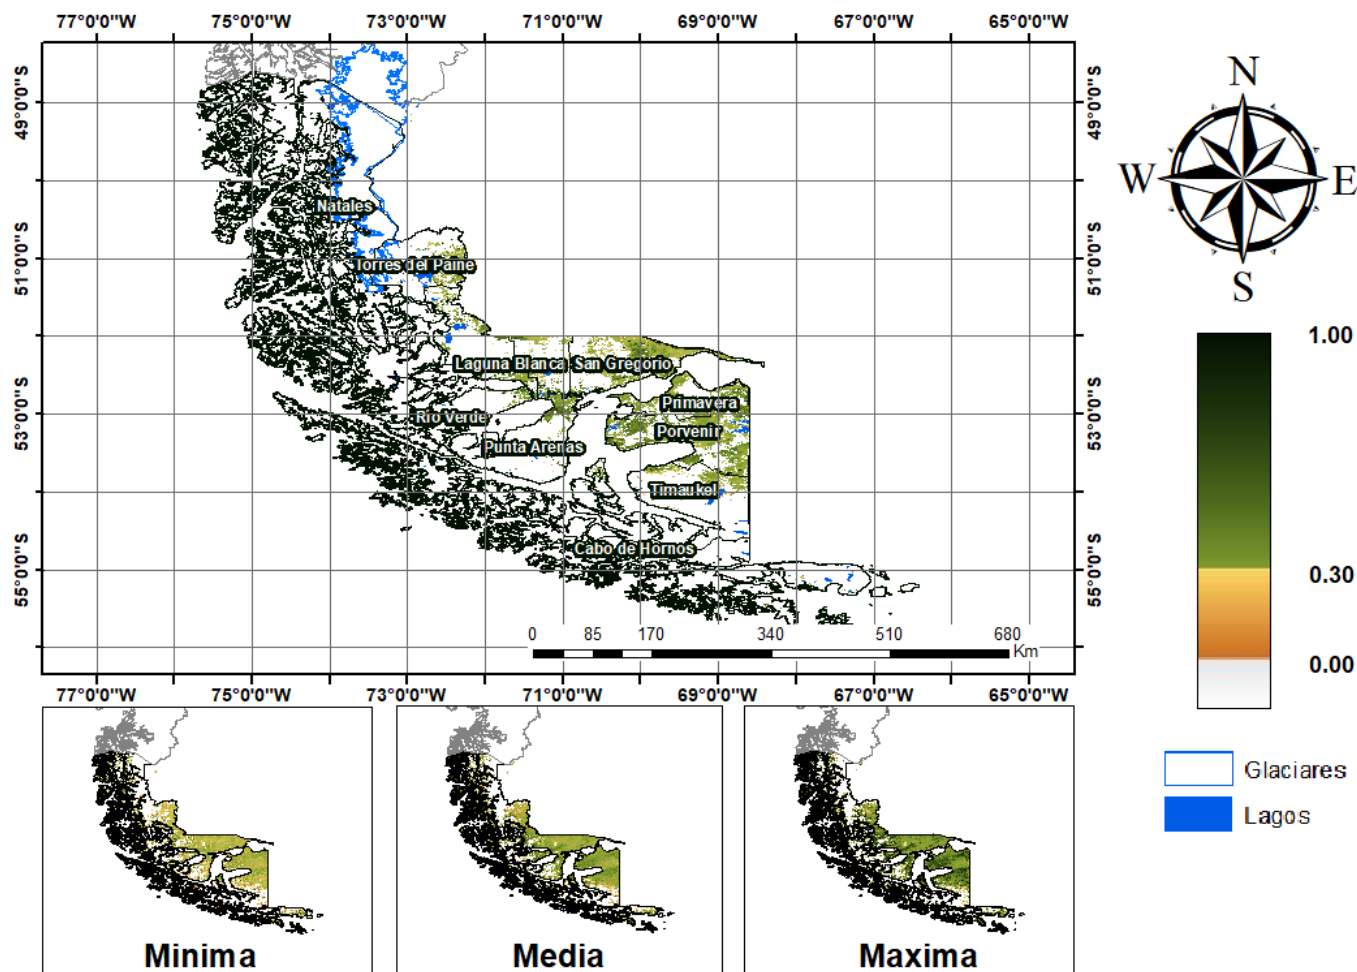 77°0'0"W 75°0'0"W 73°0'0"W 71°0'0"W 69°0'0"W 67°0'0"W 65°0'0"W
49°0'0"S
51°0'0"S
53°0'0"S
55°0'0"S
49°0'0"S
51°0'0"S
53°0'0"S
55°0'0"S
Natales
Torres del Paine
Laguna Blanca San Gregorio
Primavera
Rio Verde
Porvenir
Punta Arenas
Timaukel
Cabo de Hornos
0 85 170 340 510 680
Km
77°0'0"W 75°0'0"W 73°0'0"W 71°0'0"W 69°0'0"W 67°0'0"W 65°0'0"W
N
W E
S
1.00
0.30
0.00
Glaciares
Lagos
Minima
Media
Maxima